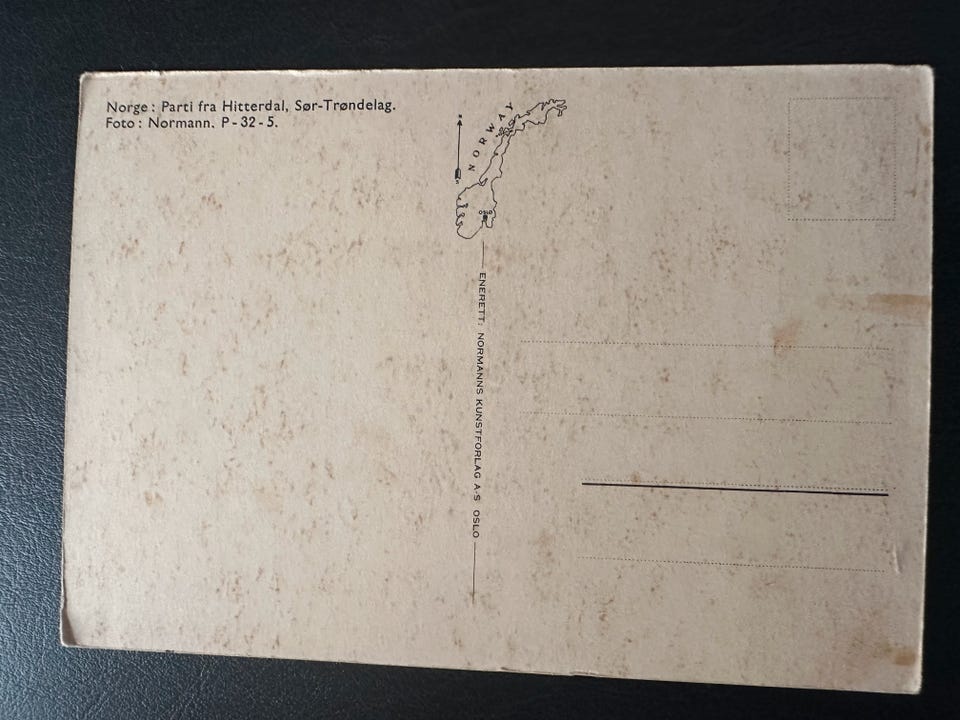 Norge: Parti fra Hitterdal, Sør-Trøndelag.
Foto: Normann. P-32-5.
NORWAY
N
S
OSLO
ENERETT: NORMANNS KUNSTFORLAG A·S OSLO